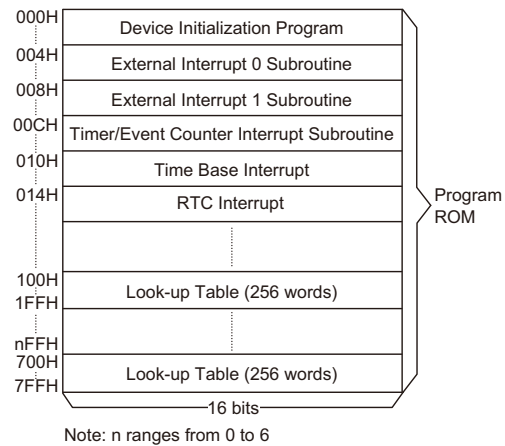 000H
Device Initialization Program
004H
External Interrupt 0 Subroutine
008H
External Interrupt 1 Subroutine
00CH
Timer/Event Counter Interrupt Subroutine
010H
Time Base Interrupt
014H
RTC Interrupt
Program
ROM
100H
Look-up Table (256 words)
1FFH
nFFH
700H
Look-up Table (256 words)
7FFH
16 bits
Note: n ranges from 0 to 6